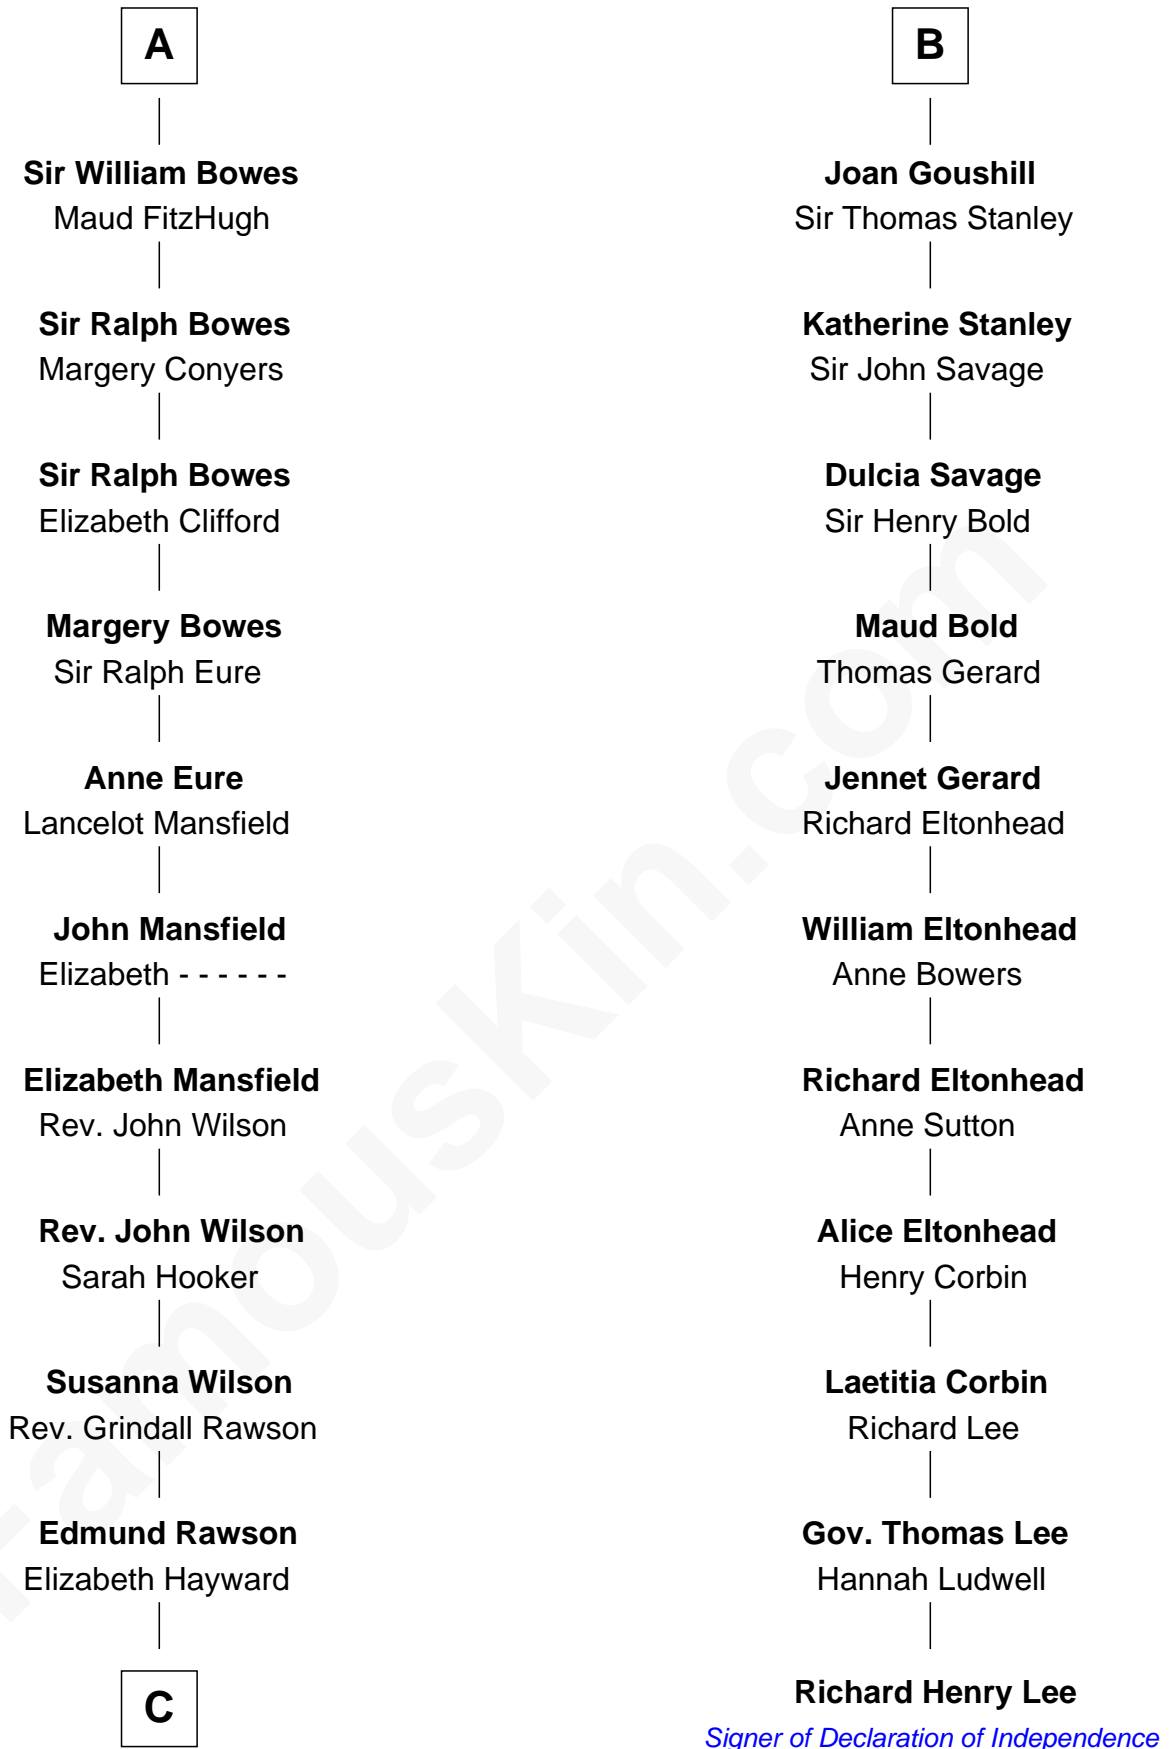 A
Sir William Bowes
Maud FitzHugh
Sir Ralph Bowes
Margery Conyers
Sir Ralph Bowes
Elizabeth Clifford
Margery Bowes
Sir Ralph Eure
Anne Eure
Lancelot Mansfield
John Mansfield
Elizabeth - - - - - -
Elizabeth Mansfield
Rev. John Wilson
Rev. John Wilson
Sarah Hooker
Susanna Wilson
Rev. Grindall Rawson
Edmund Rawson
Elizabeth Hayward
C
B
Joan Goushill
Sir Thomas Stanley
Katherine Stanley
Sir John Savage
Dulcia Savage
Sir Henry Bold
Maud Bold
Thomas Gerard
Jennet Gerard
Richard Eltonhead
William Eltonhead
Anne Bowers
Richard Eltonhead
Anne Sutton
Alice Eltonhead
Henry Corbin
Laetitia Corbin
Richard Lee
Gov. Thomas Lee
Hannah Ludwell
Richard Henry Lee
Signer of Declaration of Independence
FamousKin.com